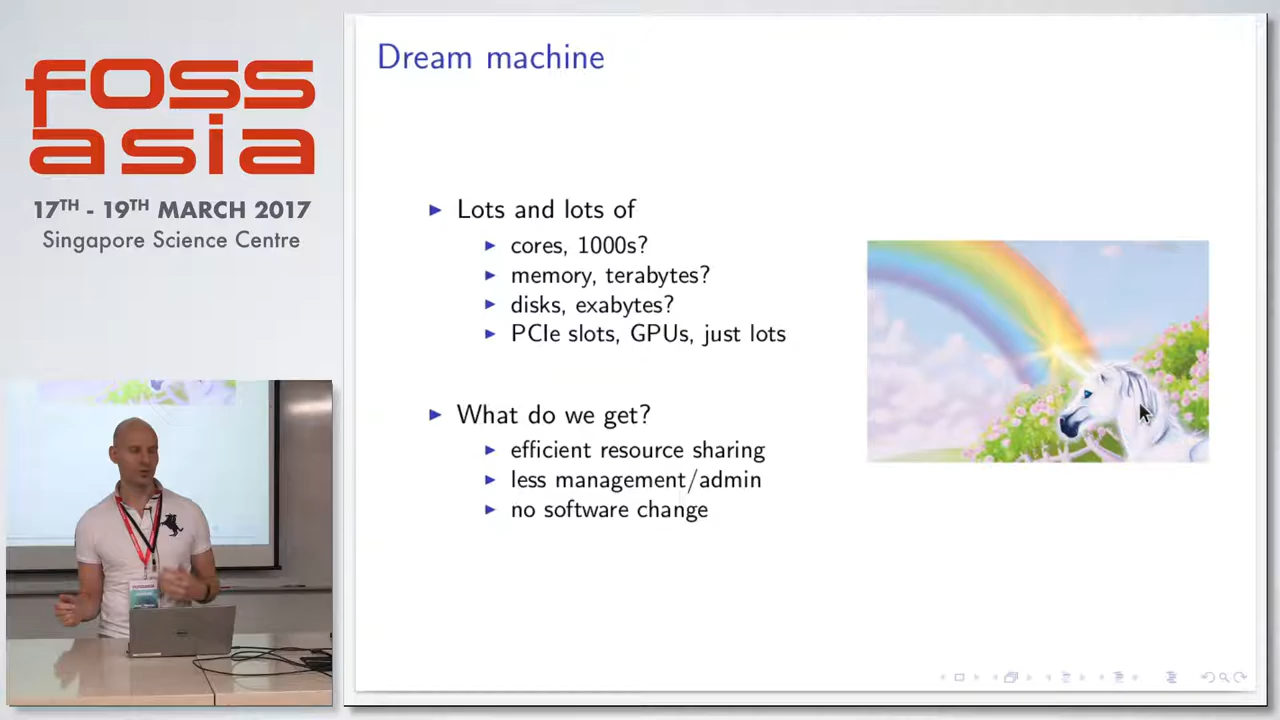 foss
asia
17TH - 19TH MARCH 2017
Singapore Science Centre
Dream machine
Lots and lots of
cores, 1000s?
memory, terabytes?
disks, exabytes?
PCIe slots, GPUs, just lots
What do we get?
efficient resource sharing
less management/admin
no software change